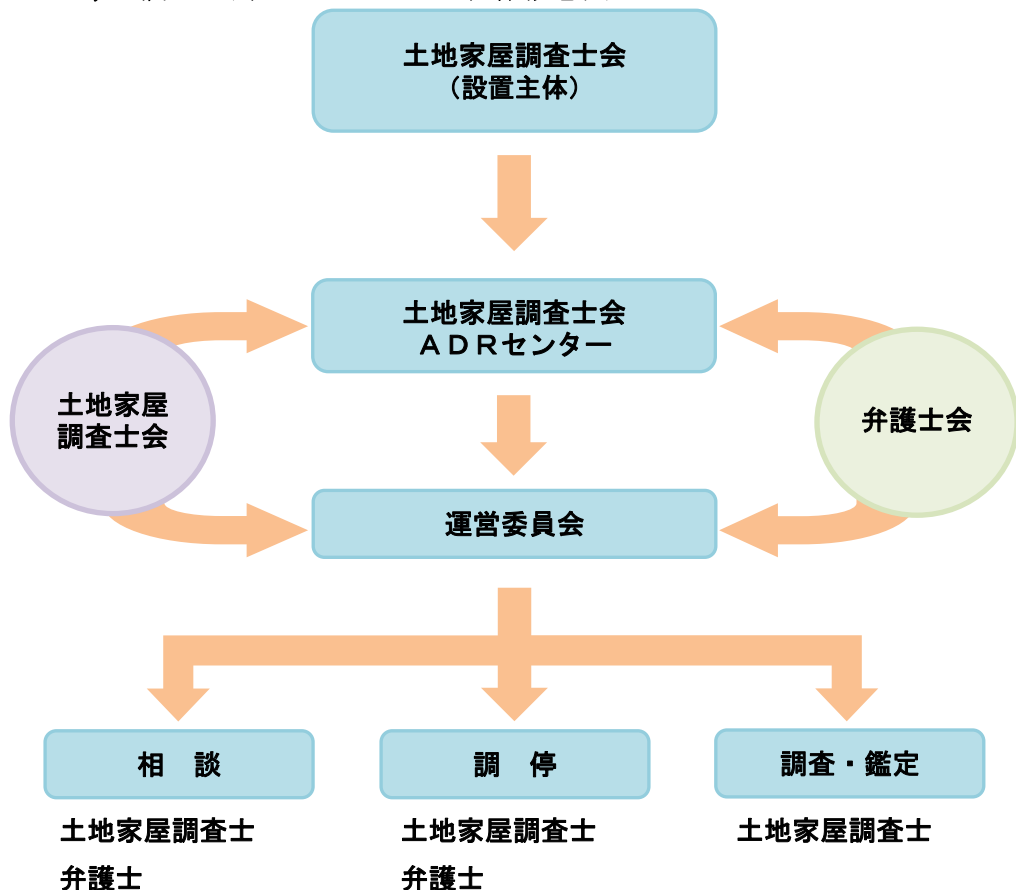 土地家屋調査士会
（設置主体）
土地家屋調査士会
ＡＤＲセンター
土地家屋
調査士会
弁護士会
運営委員会
相　談
調　停
調査・鑑定
土地家屋調査士
弁護士
土地家屋調査士
弁護士
土地家屋調査士